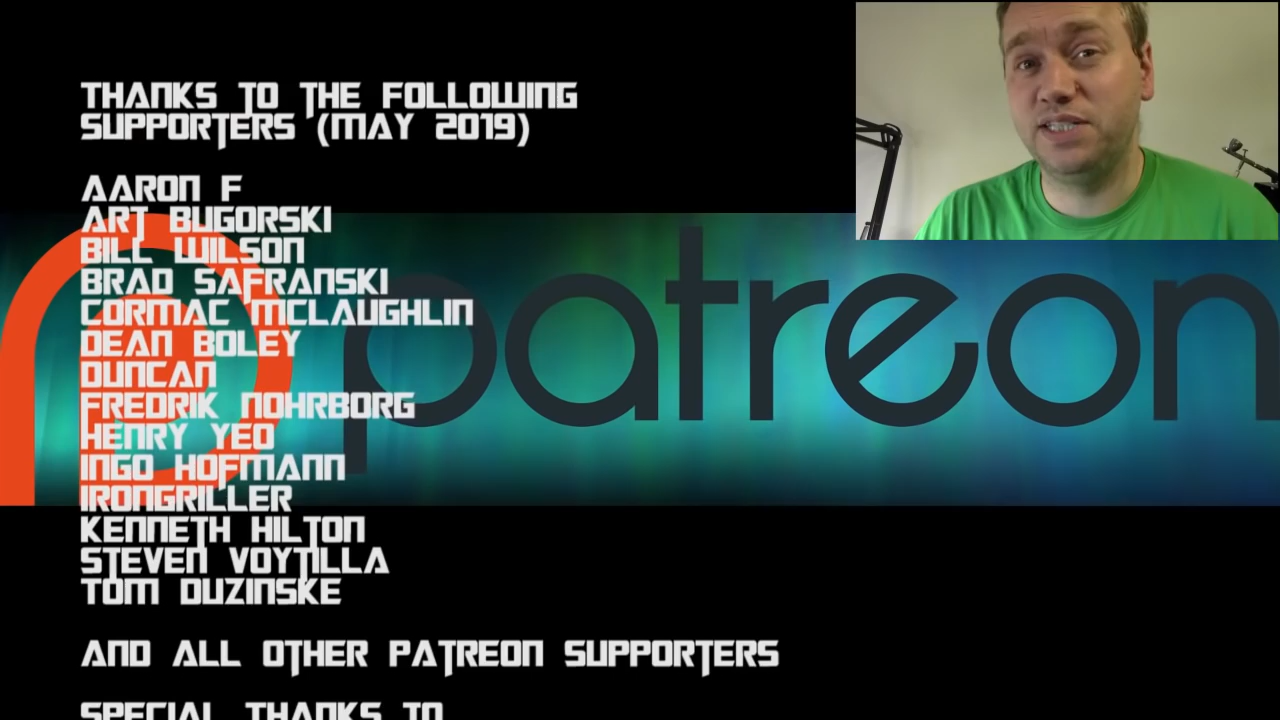 THANKS TO THE FOLLOWING
SUPPORTERS (MAY 2019)
AARON F
ART BUGORSKI
BILL WILSON
BRAD SAFRANSKI
CORMAC MCLAUGHLIN
DEAN BOLEY
DUNCAN
FREDRIK NOHRBORG
HENRY YEO
INGO HOFMANN
IRONGRILLER
KENNETH HILTON
STEVEN VOYTILLA
TOM DUZINSKE
AND ALL OTHER PATREON SUPPORTERS
SPECIAL THANKS TO
patreon